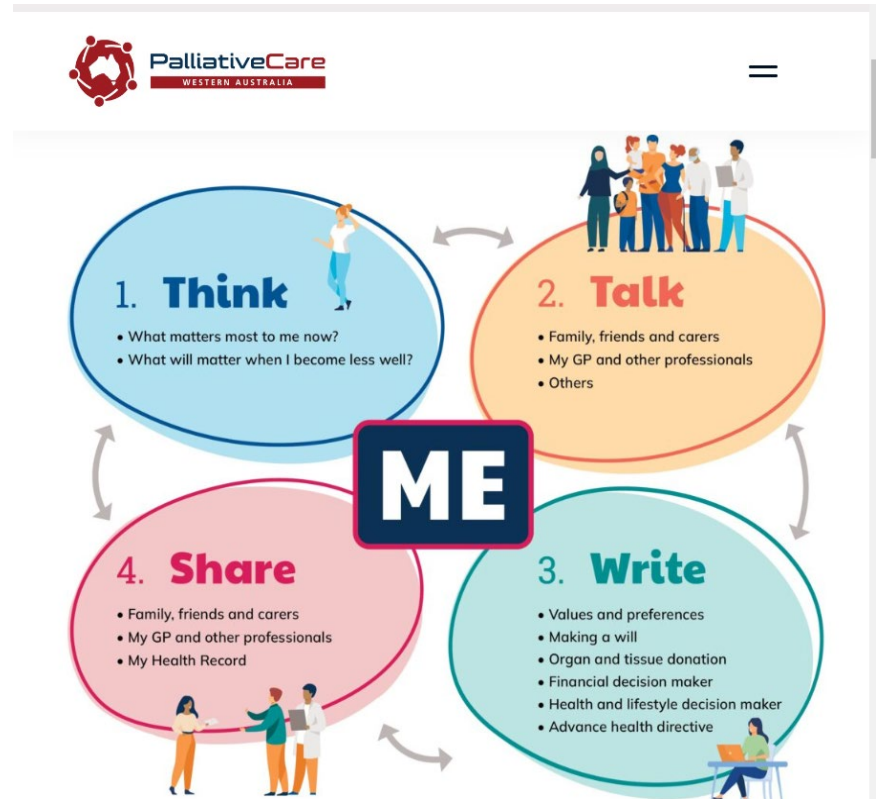 PalliativeCare
WESTERN AUSTRALIA
1. Think
• What matters most to me now?
• What will matter when I become less well?
2. Talk
• Family, friends and carers
• My GP and other professionals
• Others
ME
3. Write
• Values and preferences
• Making a will
• Organ and tissue donation
• Financial decision maker
• Health and lifestyle decision maker
• Advance health directive
4. Share
• Family, friends and carers
• My GP and other professionals
• My Health Record